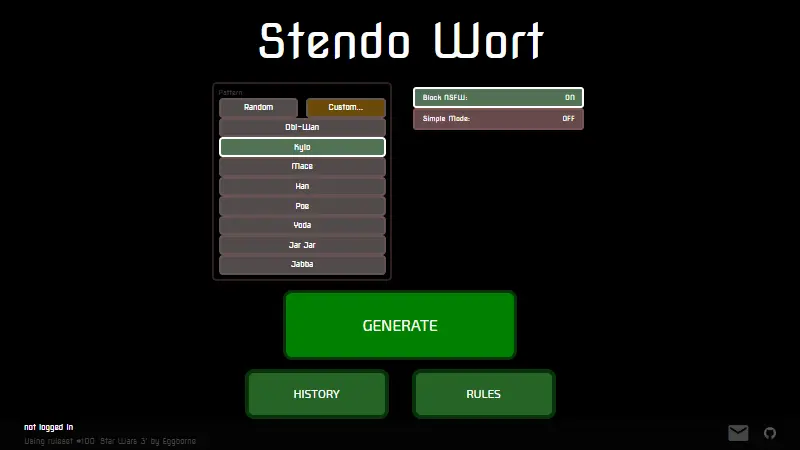 Stendo Wort
Pattern
Random Custom...
Obi-Wan
Kylo
Mace
Han
Poe
Yoda
Jar Jar
Jabba
Block NSFW: ON
Simple Mode: OFF
GENERATE
HISTORY RULES
not logged in
Using ruleset #100 'Star Wars 3' by Eggborne